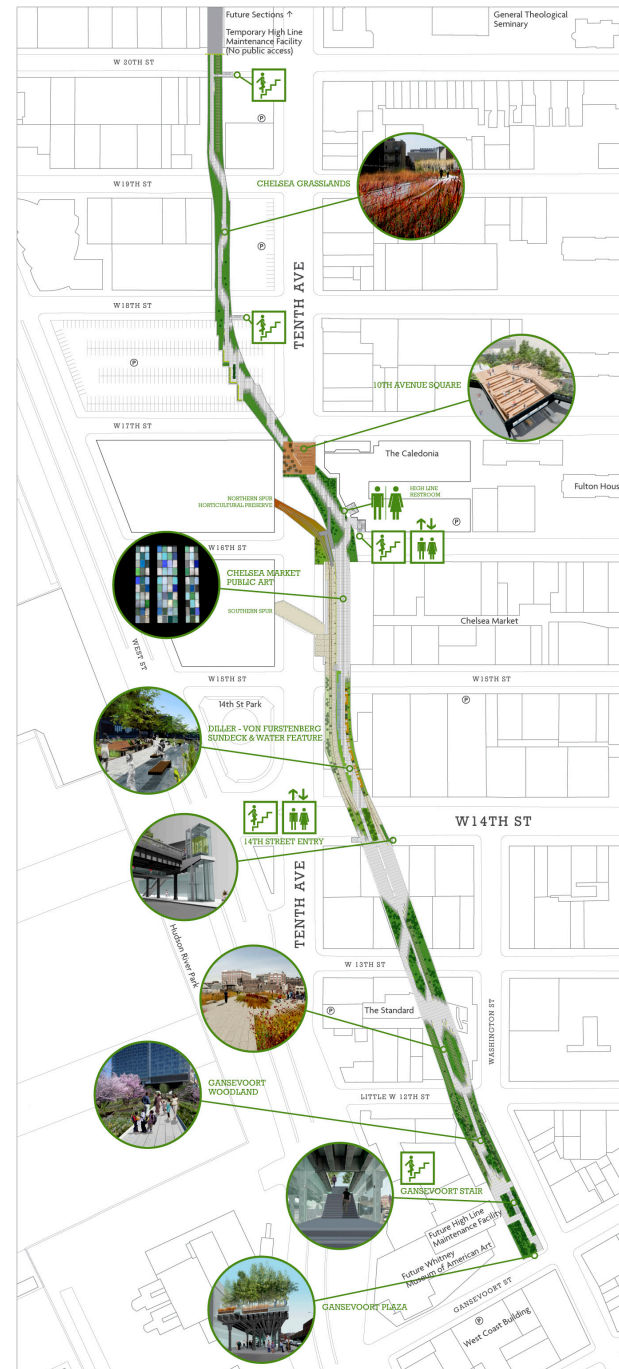 Future Sections ↑
Temporary High Line
Maintenance Facility
(No public access)
General Theological
Seminary
W 20TH ST
P
W19TH ST
CHELSEA GRASSLANDS
P
TENTH AVE
W18TH ST
P
10TH AVENUE SQUARE
W17TH ST
The Caledonia
HIGH LINE
RESTROOM
Fulton Hous
NORTHERN SPUR
HORTICULTURAL PRESERVE
P
W16TH ST
CHELSEA MARKET
PUBLIC ART
SOUTHERN SPUR
Chelsea Market
WEST ST
W15TH ST
W15TH ST
14th St Park
P
DILLER - VON FURSTENBERG
SUNDECK & WATER FEATURE
W14TH ST
14TH STREET ENTRY
TENTH AVE
Hudson River Park
W 13TH ST
The Standard
P
WASHINGTON ST
GANSEVOORT
WOODLAND
LITTLE W 12TH ST
GANSEVOORT STAIR
Future High Line
Maintenance Facility
Future Whitney
Museum of American Art
GANSEVOORT ST
GANSEVOORT PLAZA
P
West Coast Building